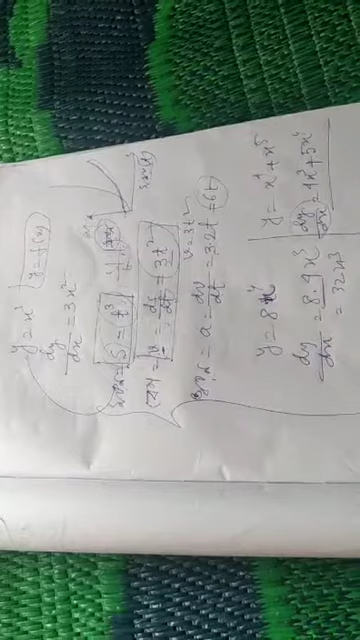 y = x³
y = f(x)
dy/dx = 3x²
= s = t³
= v = ds/dt = 3t²
= a = dv/dt = 3.2t = 6t
v = 3t²
y = 8x⁴
dy/dx = 8.4x³
= 32x³
y = x⁴ + x⁵
dy/dx = 4x³ + 5x⁴